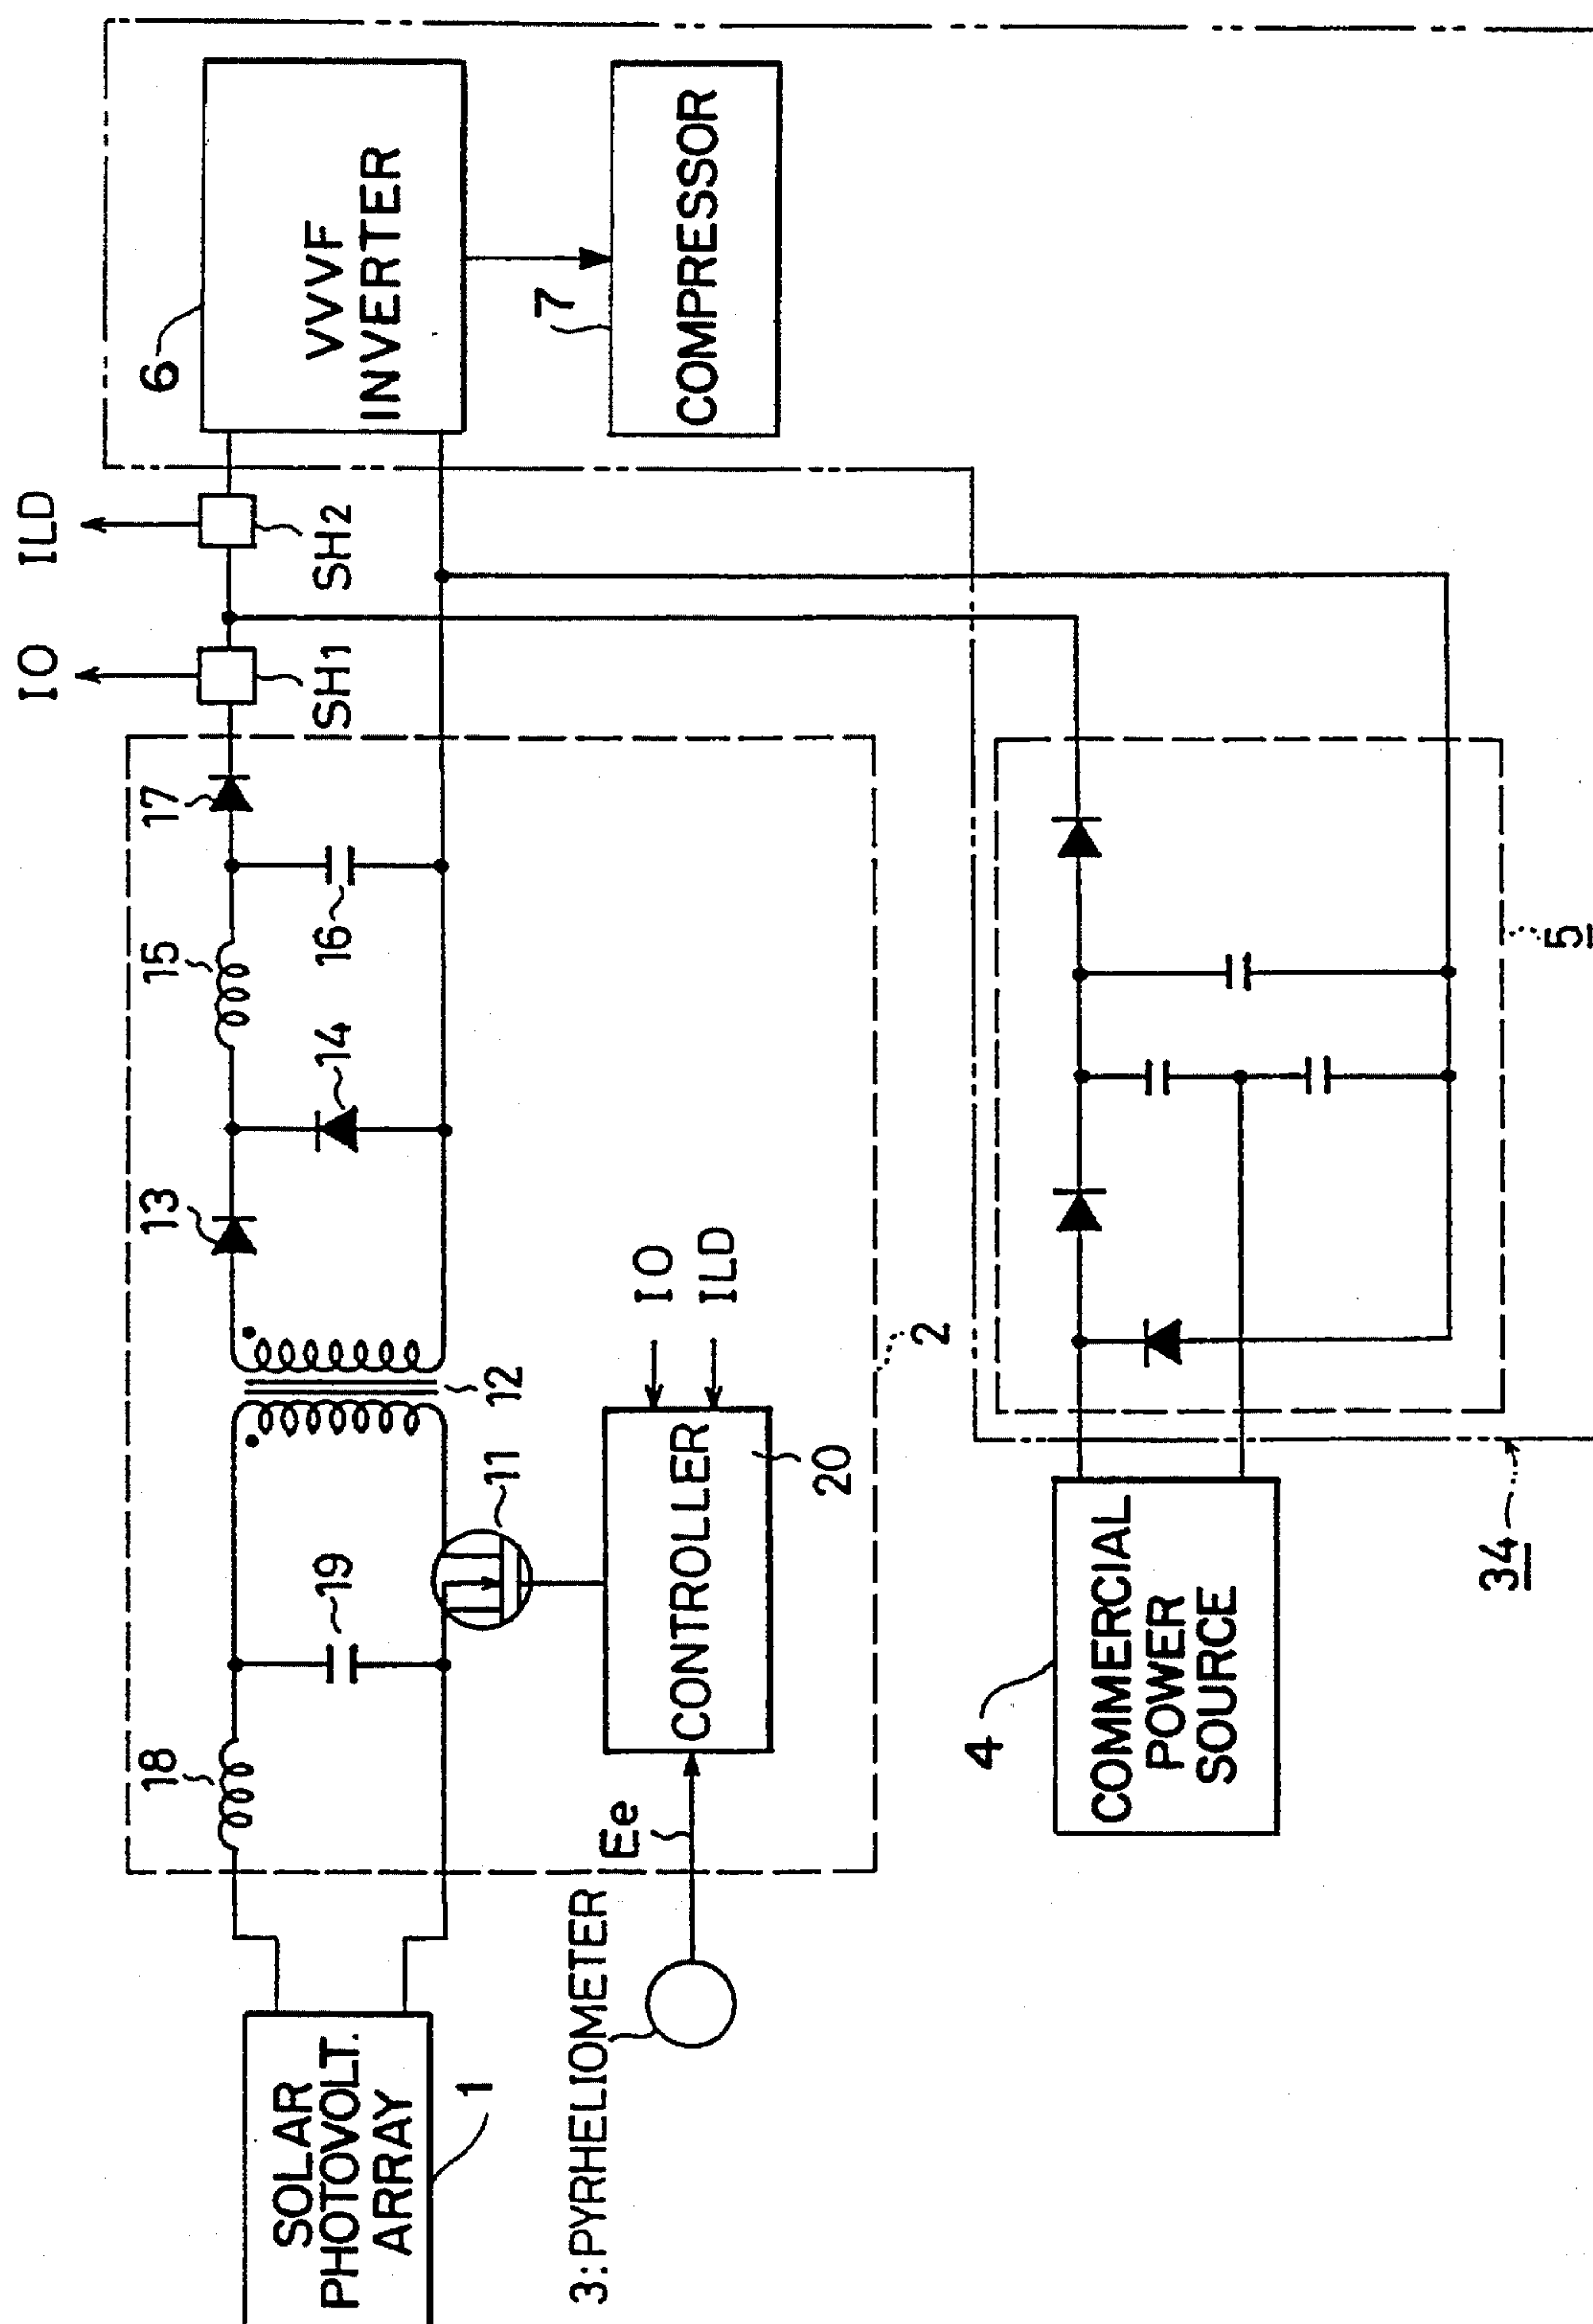 SOLAR
PHOTOVOLT.
ARRAY
1
18
19
11
12
13
14
15
16
17
IO
SH1
ILD
SH2
6
VVVF
INVERTER
7
COMPRESSOR
3:PYRHELIOMETER
Ee
CONTROLLER
20
IO
ILD
2
4
COMMERCIAL
POWER
SOURCE
34
5